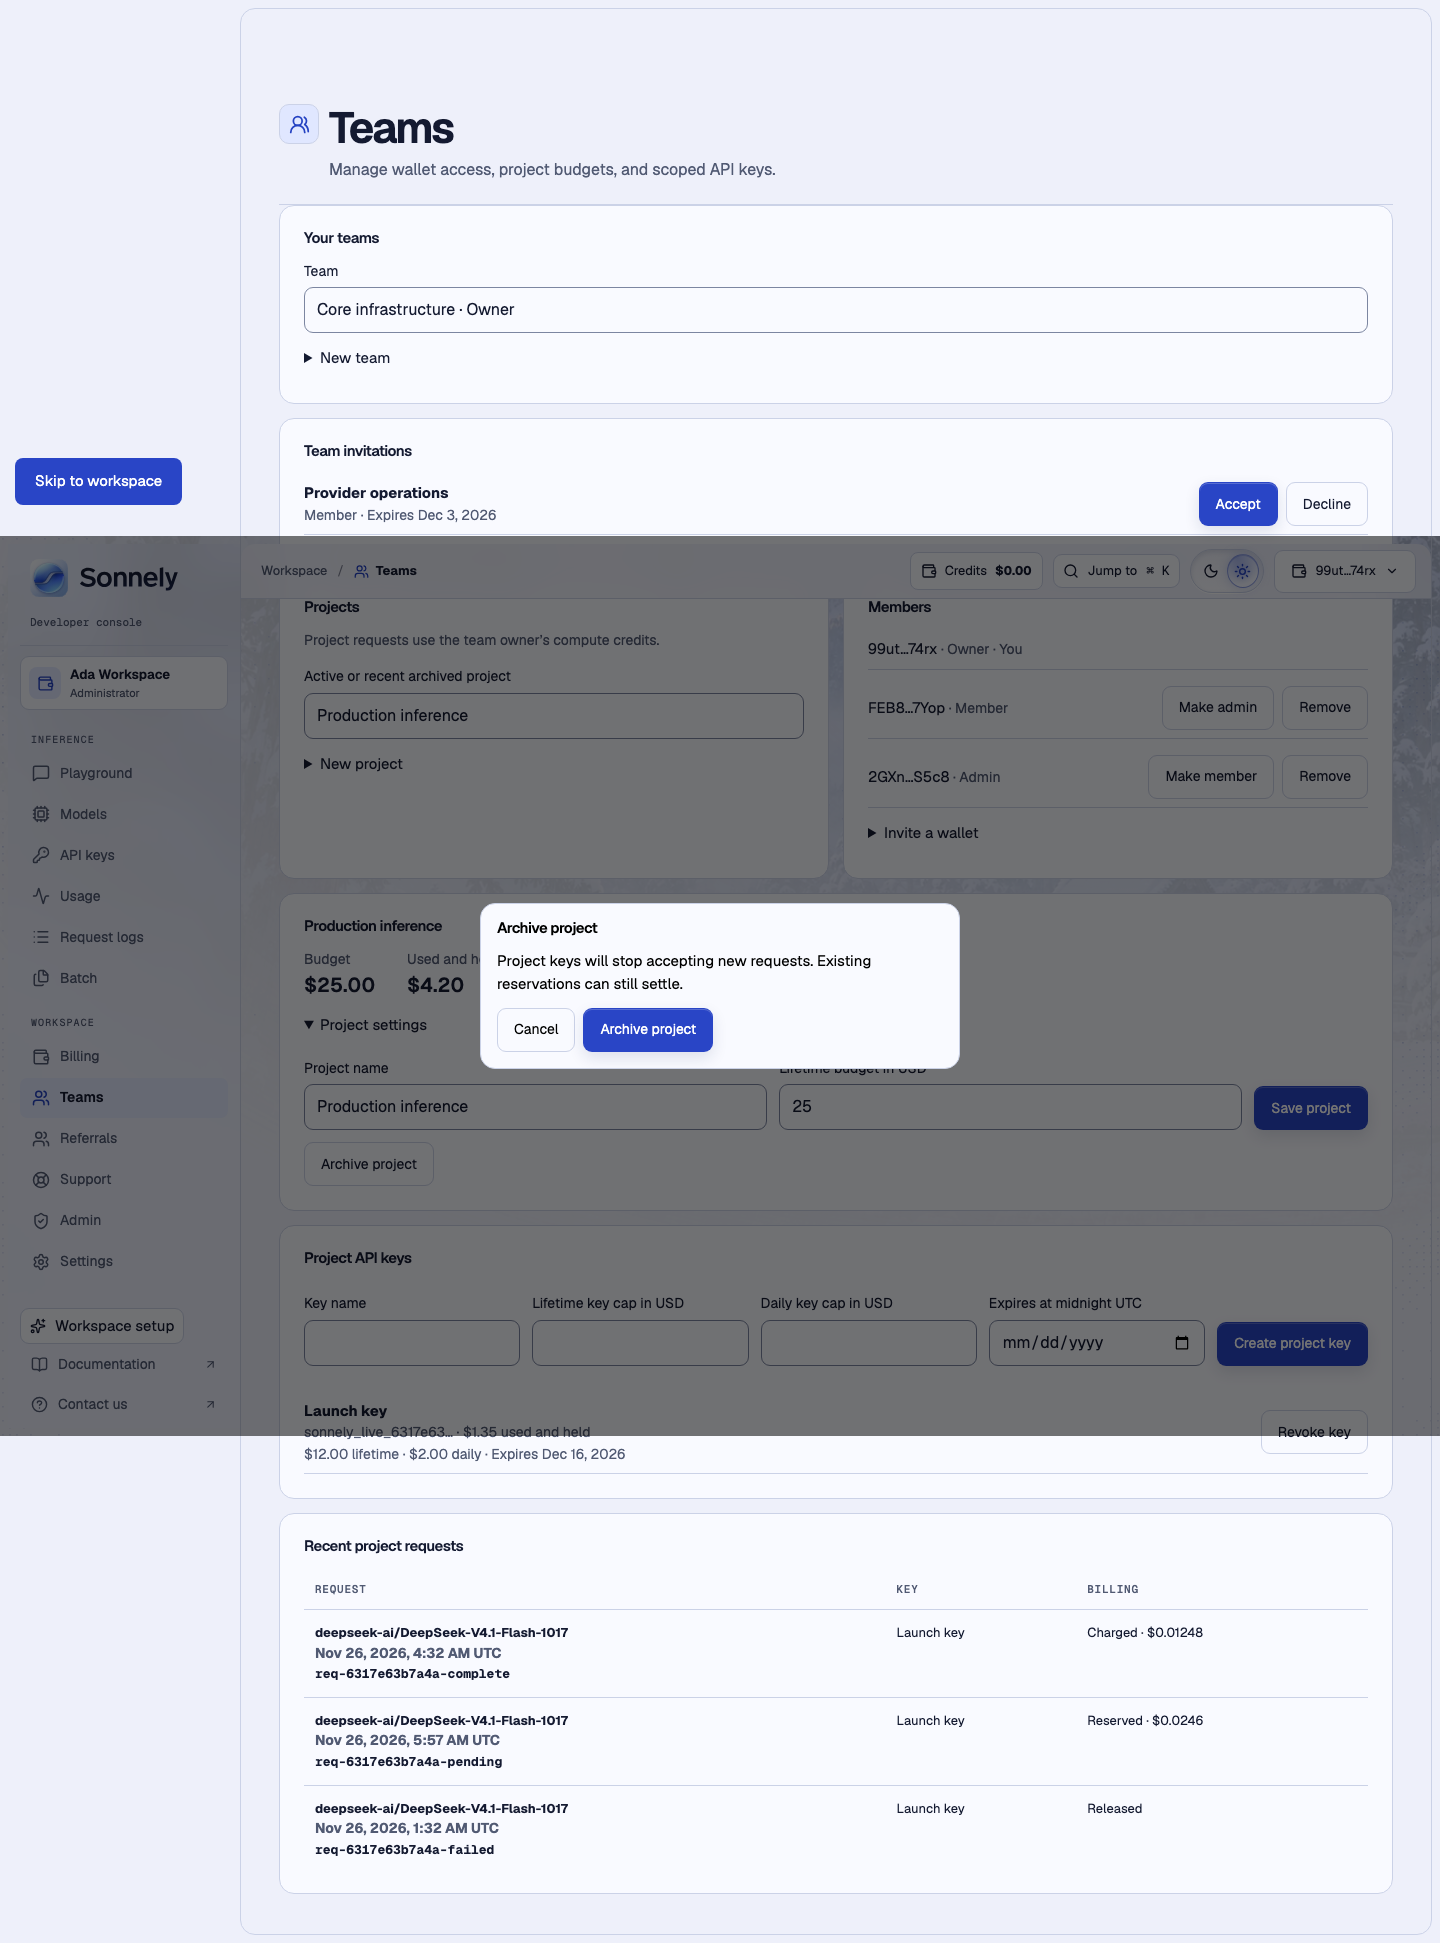 Teams
Manage wallet access, project budgets, and scoped API keys.
Your teams
Team
Core infrastructure · Owner
New team
Team invitations
Provider operations
Member · Expires Dec 3, 2026
Accept
Decline
Skip to workspace
Sonnely
Developer console
Ada Workspace
Administrator
INFERENCE
Playground
Models
API keys
Usage
Request logs
Batch
WORKSPACE
Billing
Teams
Referrals
Support
Admin
Settings
Workspace setup
Documentation
Contact us
Workspace / Teams
Credits $0.00
Jump to ⌘ K
99ut…74rx
Projects
Project requests use the team owner's compute credits.
Active or recent archived project
Production inference
New project
Members
99ut…74rx · Owner · You
FEB8…7Yop · Member
Make admin
Remove
2GXn…S5c8 · Admin
Make member
Remove
Invite a wallet
Production inference
Budget
$25.00
Used and h
$4.20
Project settings
Archive project
Project keys will stop accepting new requests. Existing
reservations can still settle.
Cancel
Archive project
Project name
Production inference
Lifetime budget in USD
25
Save project
Archive project
Project API keys
Key name
Lifetime key cap in USD
Daily key cap in USD
Expires at midnight UTC
mm/dd/yyyy
Create project key
Launch key
sonnely_live_6317e63… · $1.35 used and held
$12.00 lifetime · $2.00 daily · Expires Dec 16, 2026
Revoke key
Recent project requests
REQUEST KEY BILLING
deepseek-ai/DeepSeek-V4.1-Flash-1017 Launch key Charged · $0.01248
Nov 26, 2026, 4:32 AM UTC
req-6317e63b7a4a-complete
deepseek-ai/DeepSeek-V4.1-Flash-1017 Launch key Reserved · $0.0246
Nov 26, 2026, 5:57 AM UTC
req-6317e63b7a4a-pending
deepseek-ai/DeepSeek-V4.1-Flash-1017 Launch key Released
Nov 26, 2026, 1:32 AM UTC
req-6317e63b7a4a-failed